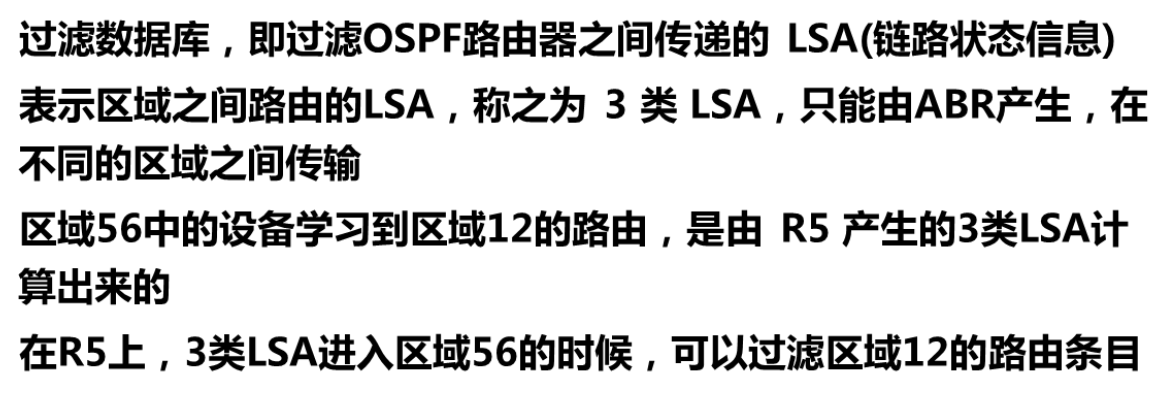 过滤数据库，即过滤OSPF路由器之间传递的 LSA(链路状态信息)
表示区域之间路由的LSA，称之为 3 类 LSA，只能由ABR产生，在
不同的区域之间传输
区域56中的设备学习到区域12的路由，是由 R5 产生的3类LSA计
算出来的
在R5上，3类LSA进入区域56的时候，可以过滤区域12的路由条目